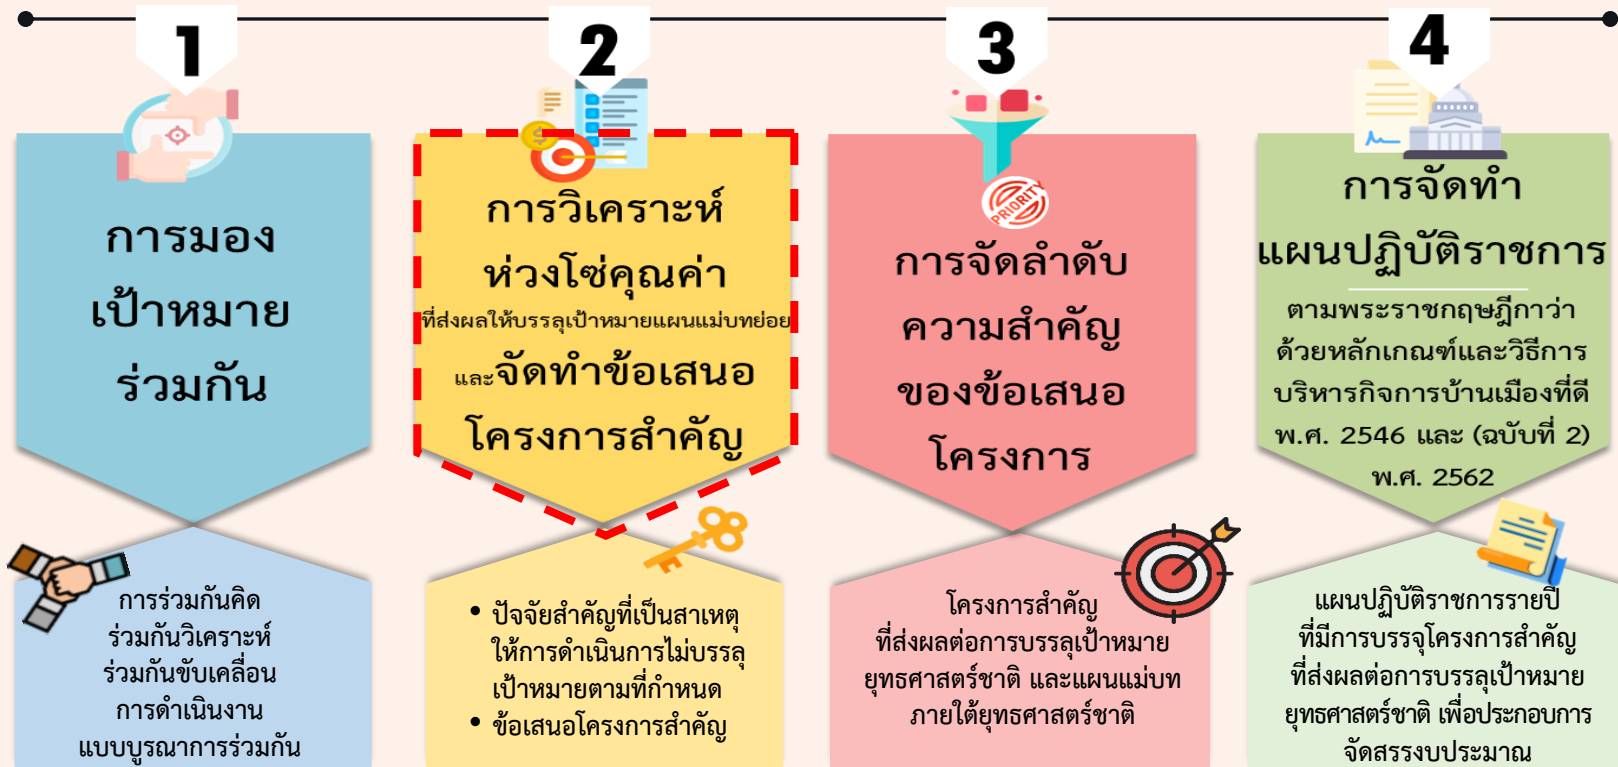 1
การมอง
เป้าหมาย
ร่วมกัน
การร่วมกันคิด
ร่วมกันวิเคราะห์
ร่วมกันขับเคลื่อน
การดำเนินงาน
แบบบูรณาการร่วมกัน
2
การวิเคราะห์
ห่วงโซ่คุณค่า
ที่ส่งผลให้บรรลุเป้าหมายแผนแม่บทย่อย
และจัดทำข้อเสนอ
โครงการสำคัญ
• ปัจจัยสำคัญที่เป็นสาเหตุ
ให้การดำเนินการไม่บรรลุ
เป้าหมายตามที่กำหนด
• ข้อเสนอโครงการสำคัญ
3
PRIORITY
การจัดลำดับ
ความสำคัญ
ของข้อเสนอ
โครงการ
โครงการสำคัญ
ที่ส่งผลต่อการบรรลุเป้าหมาย
ยุทธศาสตร์ชาติ และแผนแม่บท
ภายใต้ยุทธศาสตร์ชาติ
4
การจัดทำ
แผนปฏิบัติราชการ
ตามพระราชกฤษฎีกาว่า
ด้วยหลักเกณฑ์และวิธีการ
บริหารกิจการบ้านเมืองที่ดี
พ.ศ. 2546 และ (ฉบับที่ 2)
พ.ศ. 2562
แผนปฏิบัติราชการรายปี
ที่มีการบรรจุโครงการสำคัญ
ที่ส่งผลต่อการบรรลุเป้าหมาย
ยุทธศาสตร์ชาติ เพื่อประกอบการ
จัดสรรงบประมาณ